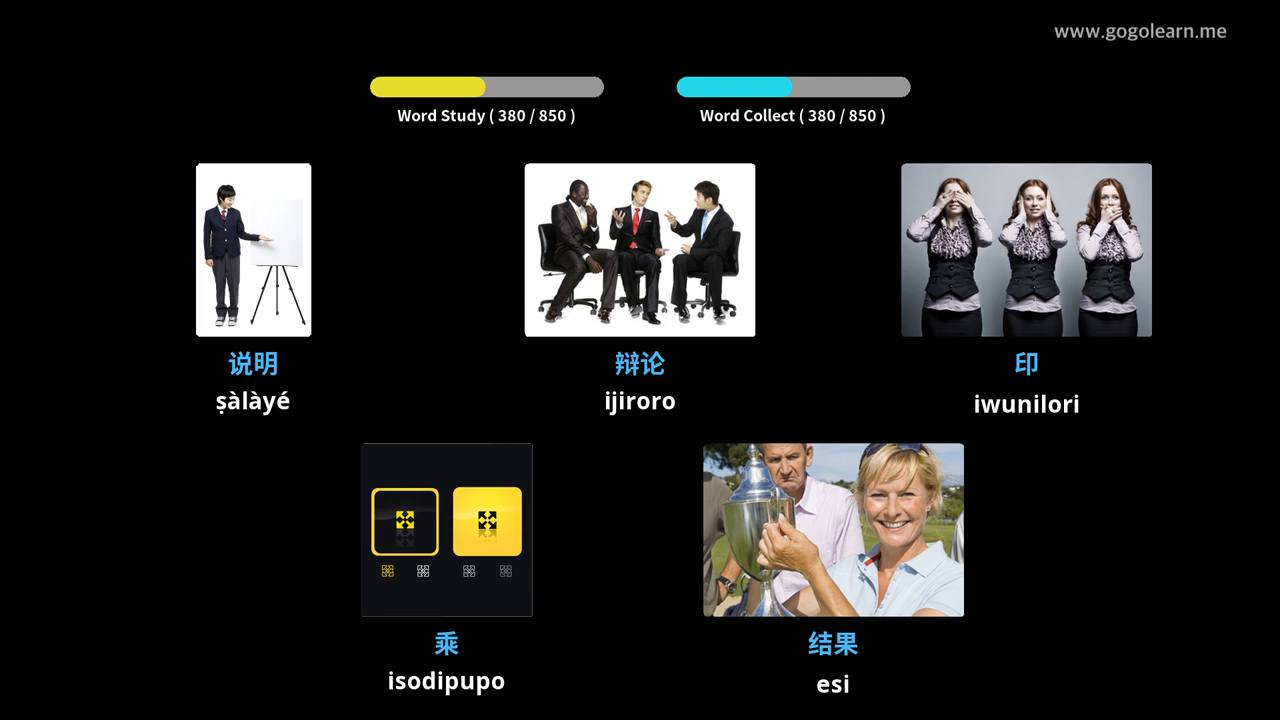 www.gogolearn.me
Word Study ( 380 / 850 )
Word Collect ( 380 / 850 )
说明
ṣàlàyé
辩论
ijiroro
印
iwunilori
乘
isodipupo
结果
esi